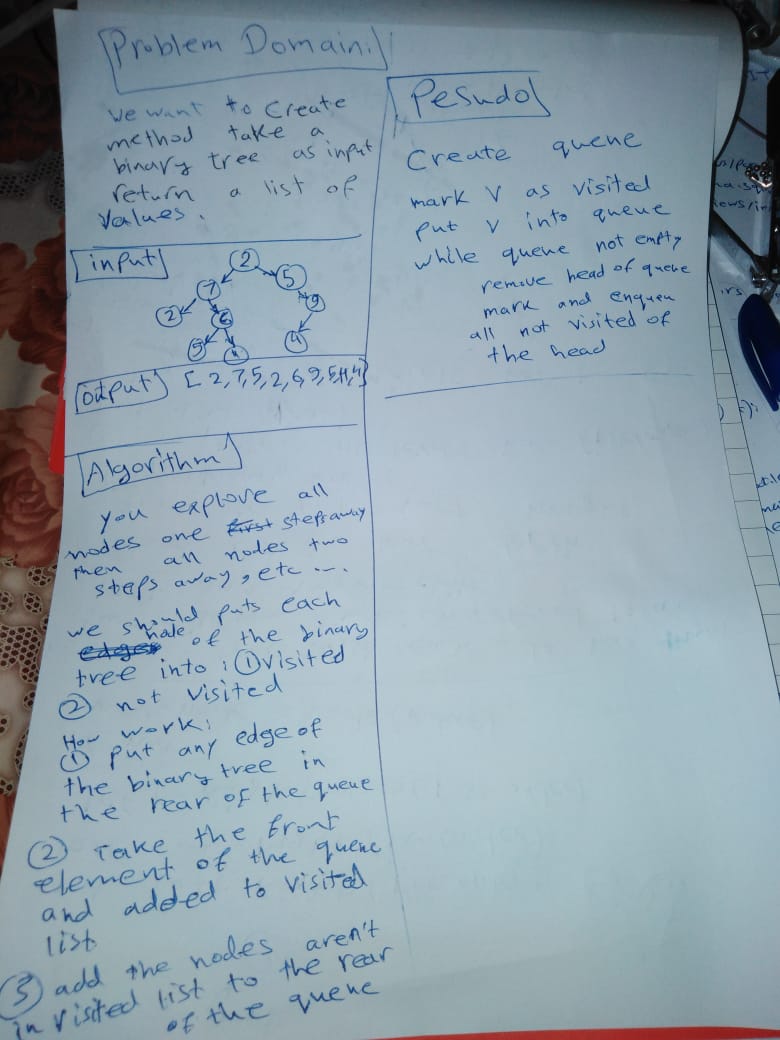 Problem Domain:
we want to Create
method take a
binary tree as input
return a list of
Values.
input
2
7
5
2
6
9
5
4
output [2,7,5,2,6,9,5,11,4]
Algorithm
you explore all
nodes one first steps away
then all nodes two
steps away, etc ....
we should puts each
edges node of the binary
tree into : ① visited
② not visited
How work:
① put any edge of
the binary tree in
the rear of the queue
② Take the front
element of the queue
and added to visited
list
③ add the nodes aren't
in visited list to the rear
of the queue
Pesudo
Create quene
mark V as visited
put V into queue
while queue not empty
remove head of queue
mark and enqueu
all not visited of
the head